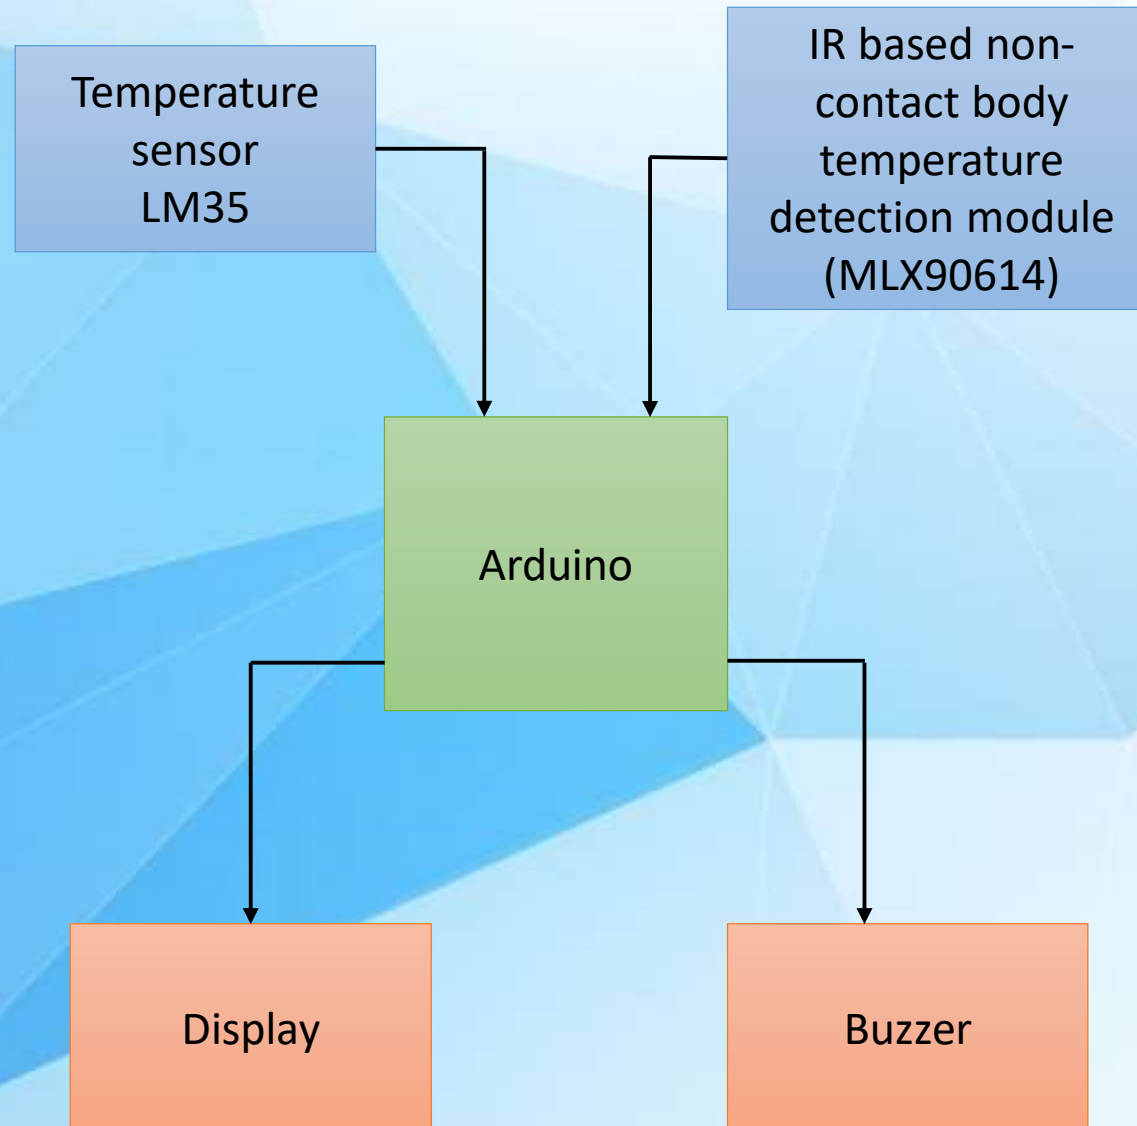 Temperature
sensor
LM35
IR based non-
contact body
temperature
detection module
(MLX90614)
Arduino
Display
Buzzer